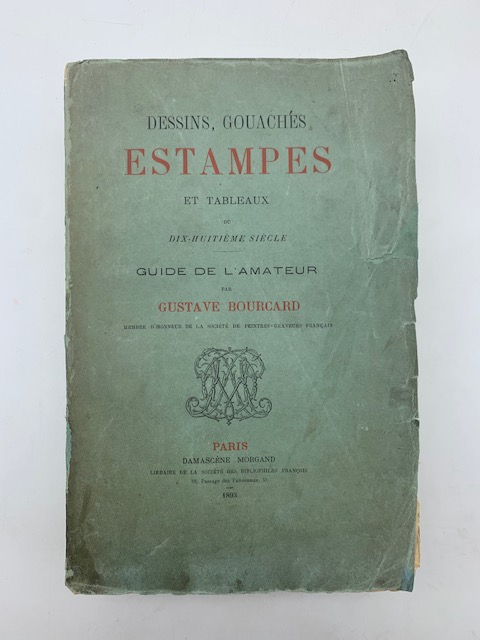 DESSINS, GOUACHES,
ESTAMPES
ET TABLEAUX
DU
DIX-HUITIÈME SIÈCLE
GUIDE DE L'AMATEUR
PAR
GUSTAVE BOURCARD
MEMBRE D'HONNEUR DE LA SOCIÉTÉ DE PEINTRES-GRAVEURS FRANÇAIS
PARIS
DAMASCÈNE MORGAND
LIBRAIRE DE LA SOCIÉTÉ DES BIBLIOPHILES FRANÇOIS
55, Passage des Panoramas, 55
1893